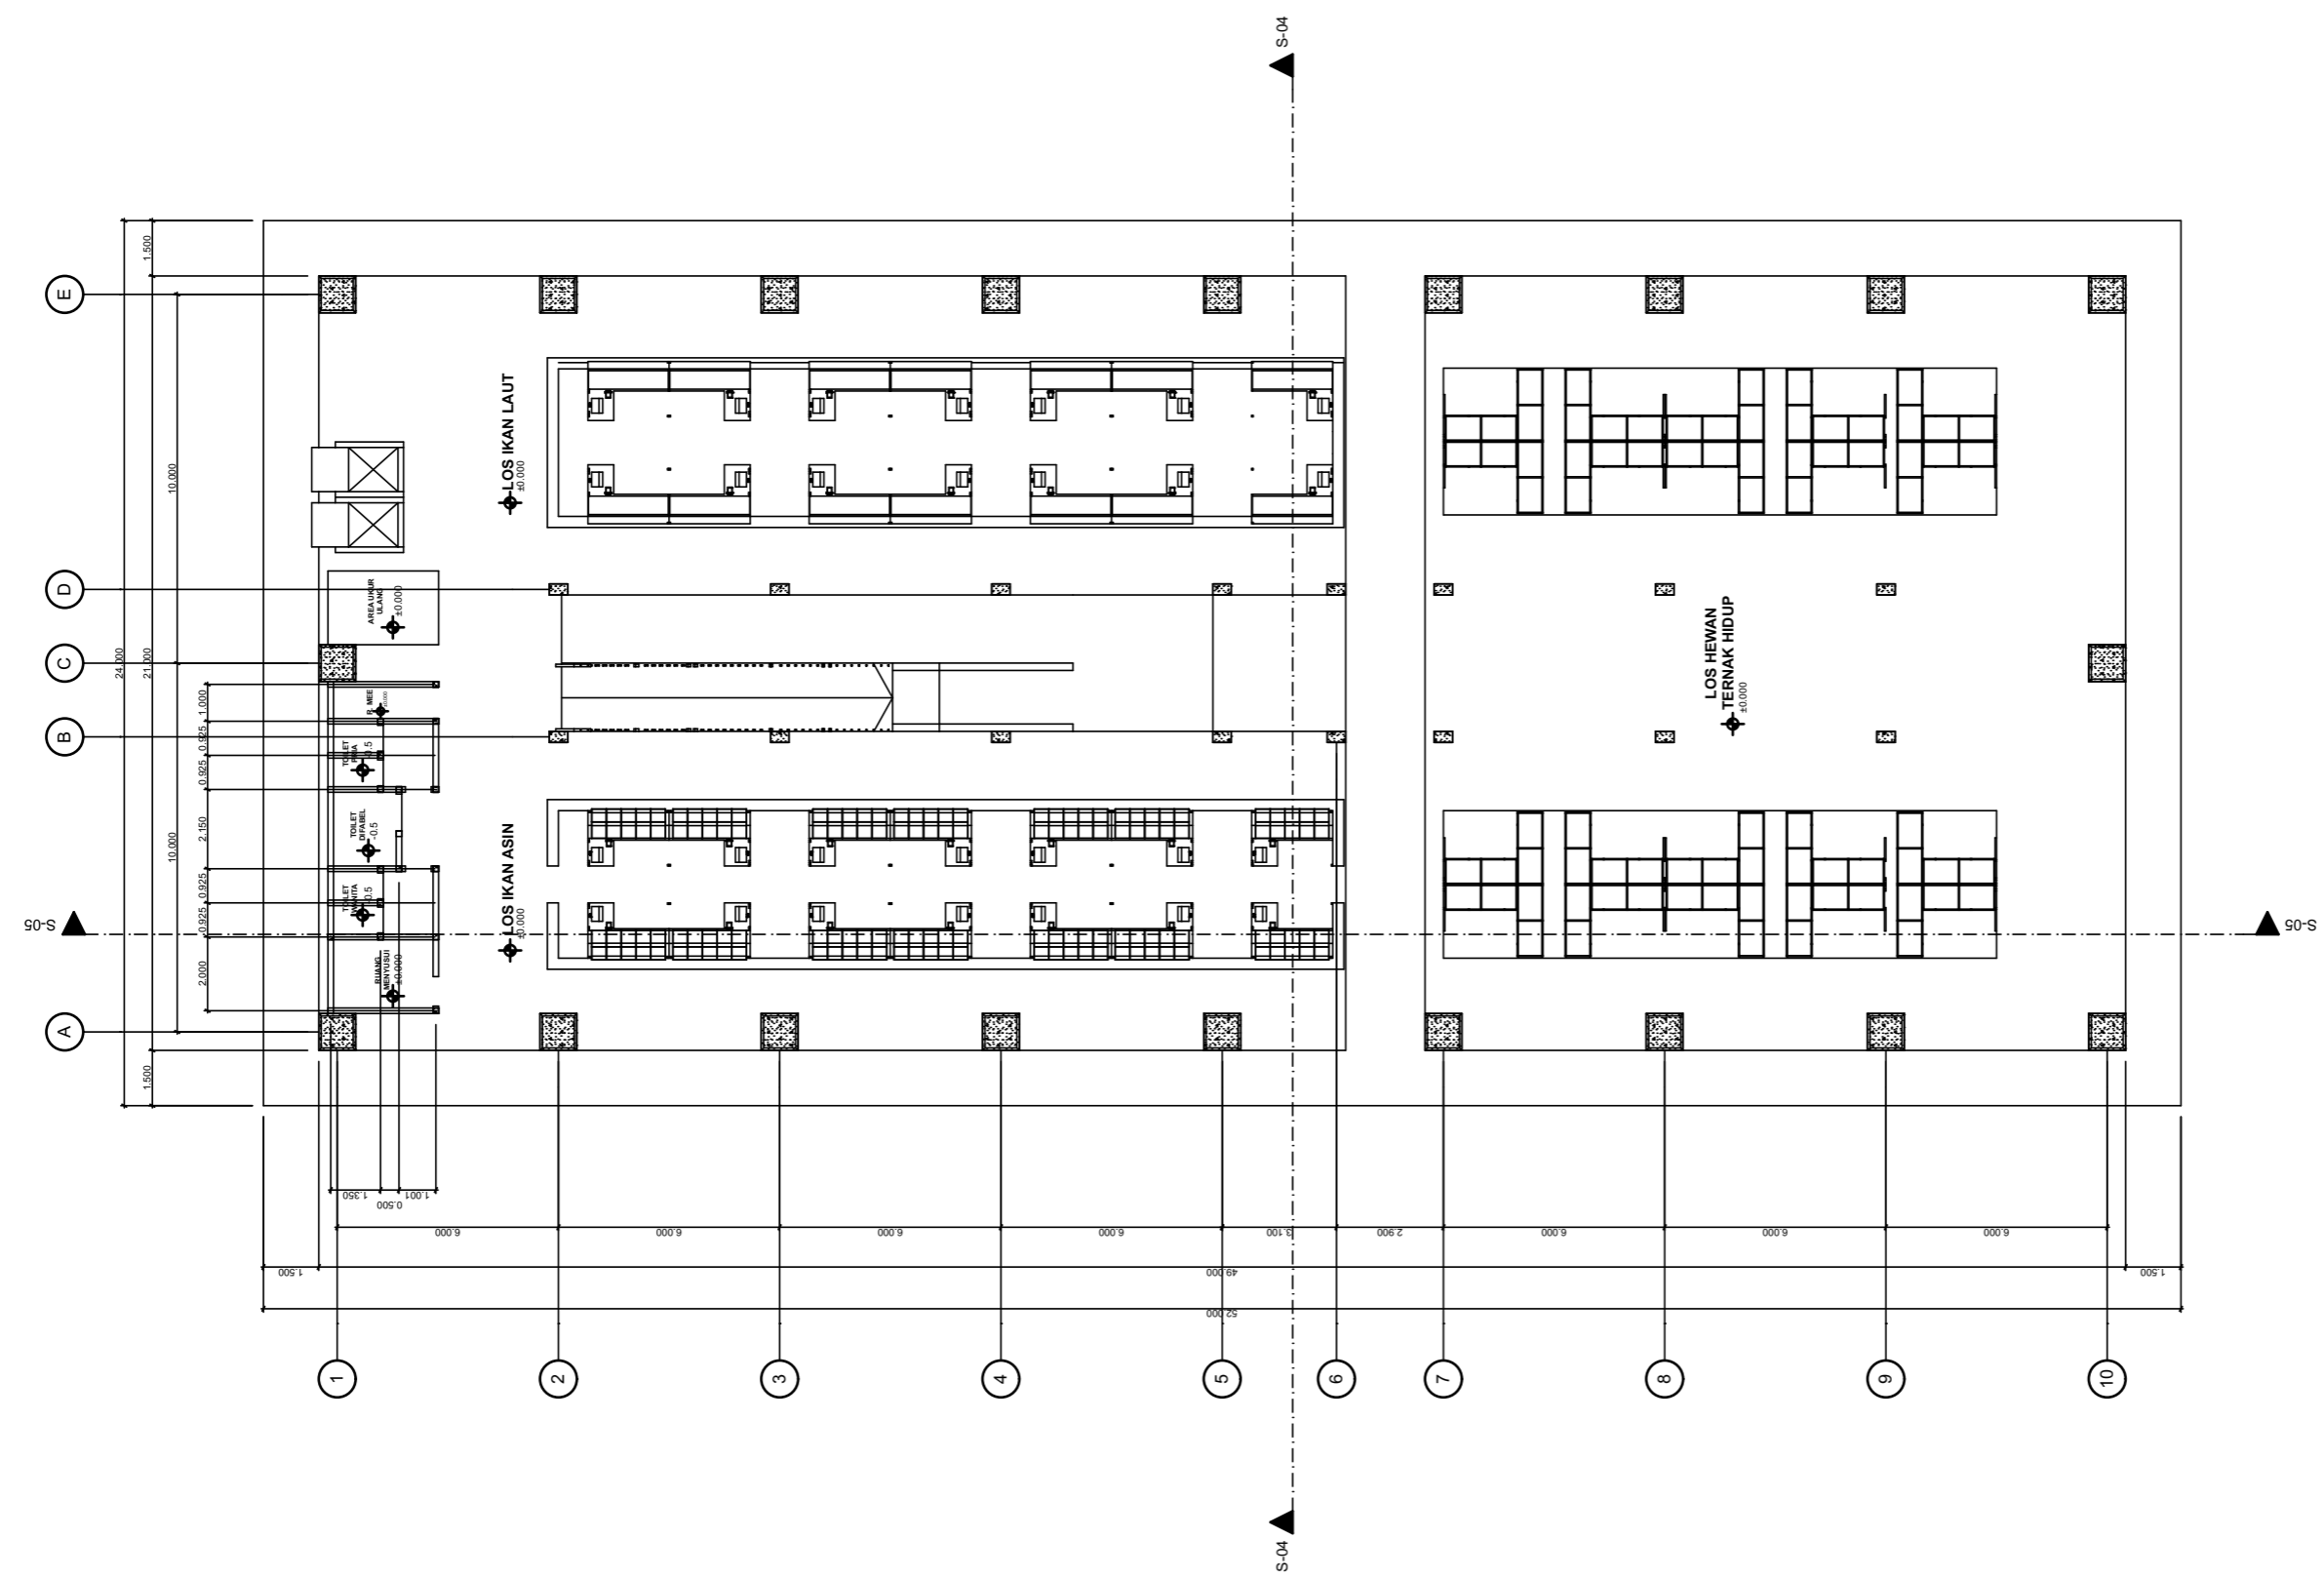 S-04
E
D
C
B
A
1.500
24.000
21.000
10.000
10.000
1.500
1.000
0.925
0.925
2.150
0.925
0.925
2.000
LOS IKAN LAUT
±0.000
AREA UKUR
ULANG
±0.000
R. MEE
±0.000
TOILET
PRIA
-0.5
TOILET
DIFABEL
-0.5
TOILET
WANITA
-0.5
RUANG
MENYUSUI
±0.000
LOS IKAN ASIN
±0.000
LOS HEWAN
TERNAK HIDUP
±0.000
S-05
S-05
1.350
0.500
1.001
6.000
6.000
6.000
6.000
3.100
2.900
6.000
6.000
6.000
1.500
49.000
1.500
52.000
1
2
3
4
5
6
7
8
9
10
S-04